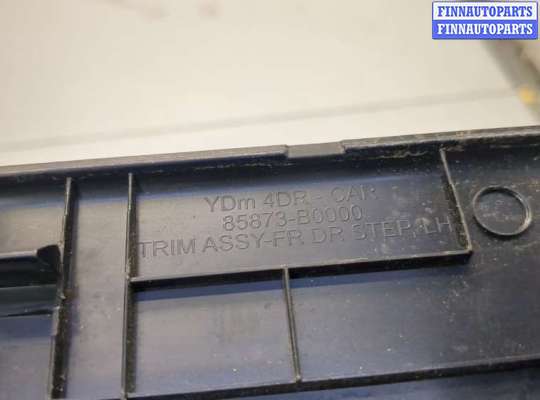 FINNAUTOPARTS
FINNAUTOPARTS
YDm 4DR - CAR
85873-B0000
TRIM ASSY-FR DR STEP, LH